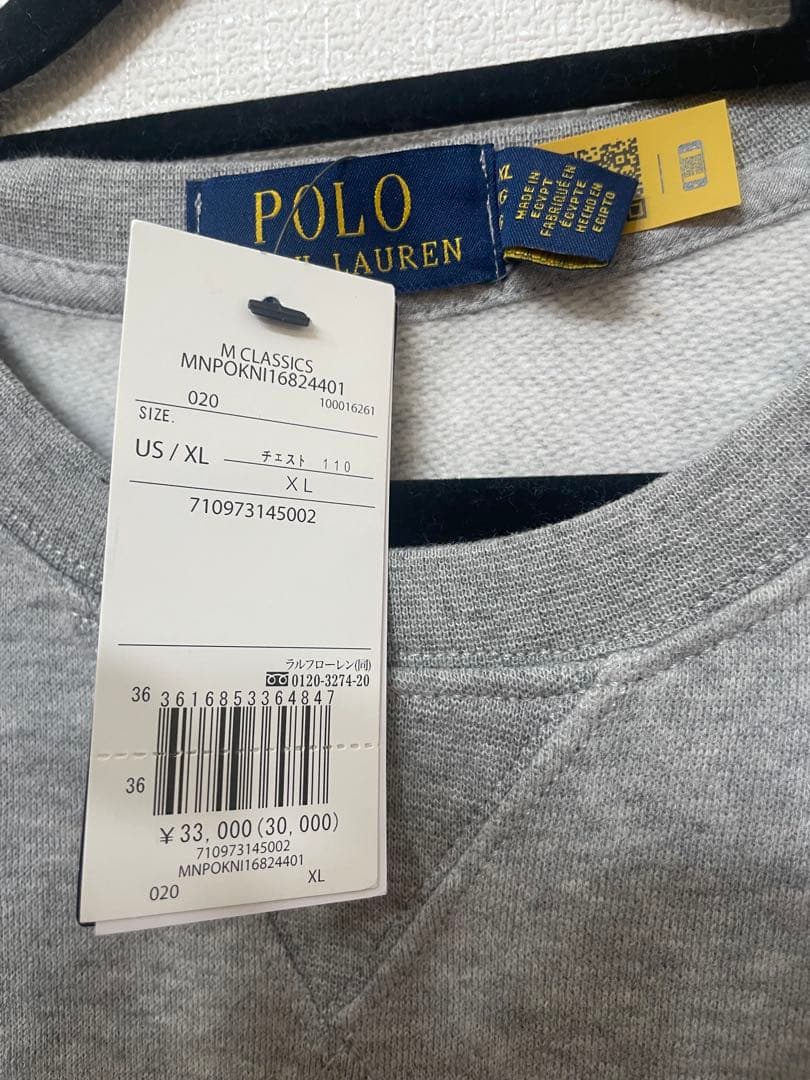 POLO
LAUREN
XL
G
MADE IN
EGYPT
FABRIQUÉ EN
ÉGYPTE
HECHO EN
EGIPTO
M CLASSICS
MNPOKNI16824401
020
100016261
SIZE.
US / XL
チェスト 110
XL
710973145002
ラルフローレン(同)
0120-3274-20
36
3616853364847
36
¥33,000(30,000)
710973145002
MNPOKNI16824401
020
XL